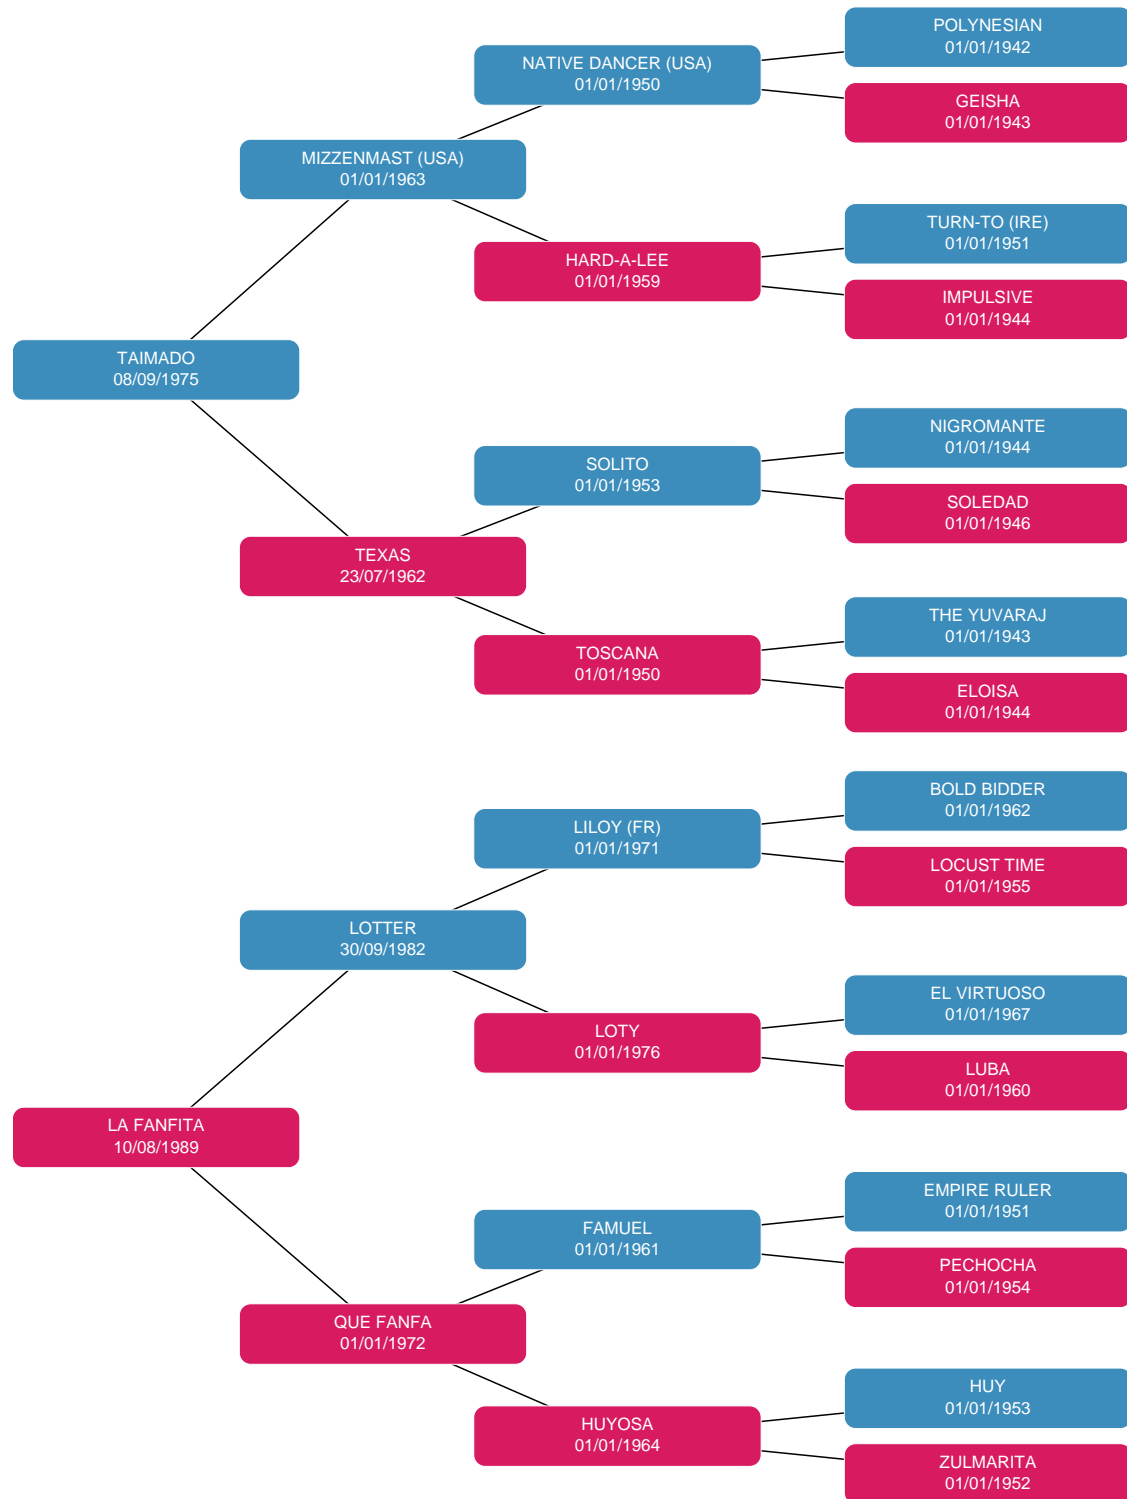 POLYNESIAN
01/01/1942
NATIVE DANCER (USA)
01/01/1950
GEISHA
01/01/1943
MIZZENMAST (USA)
01/01/1963
TURN-TO (IRE)
01/01/1951
HARD-A-LEE
01/01/1959
IMPULSIVE
01/01/1944
TAIMADO
08/09/1975
NIGROMANTE
01/01/1944
SOLITO
01/01/1953
SOLEDAD
01/01/1946
TEXAS
23/07/1962
THE YUVARAJ
01/01/1943
TOSCANA
01/01/1950
ELOISA
01/01/1944
BOLD BIDDER
01/01/1962
LILOY (FR)
01/01/1971
LOCUST TIME
01/01/1955
LOTTER
30/09/1982
EL VIRTUOSO
01/01/1967
LOTY
01/01/1976
LUBA
01/01/1960
LA FANFITA
10/08/1989
EMPIRE RULER
01/01/1951
FAMUEL
01/01/1961
PECHOCHA
01/01/1954
QUE FANFA
01/01/1972
HUY
01/01/1953
HUYOSA
01/01/1964
ZULMARITA
01/01/1952